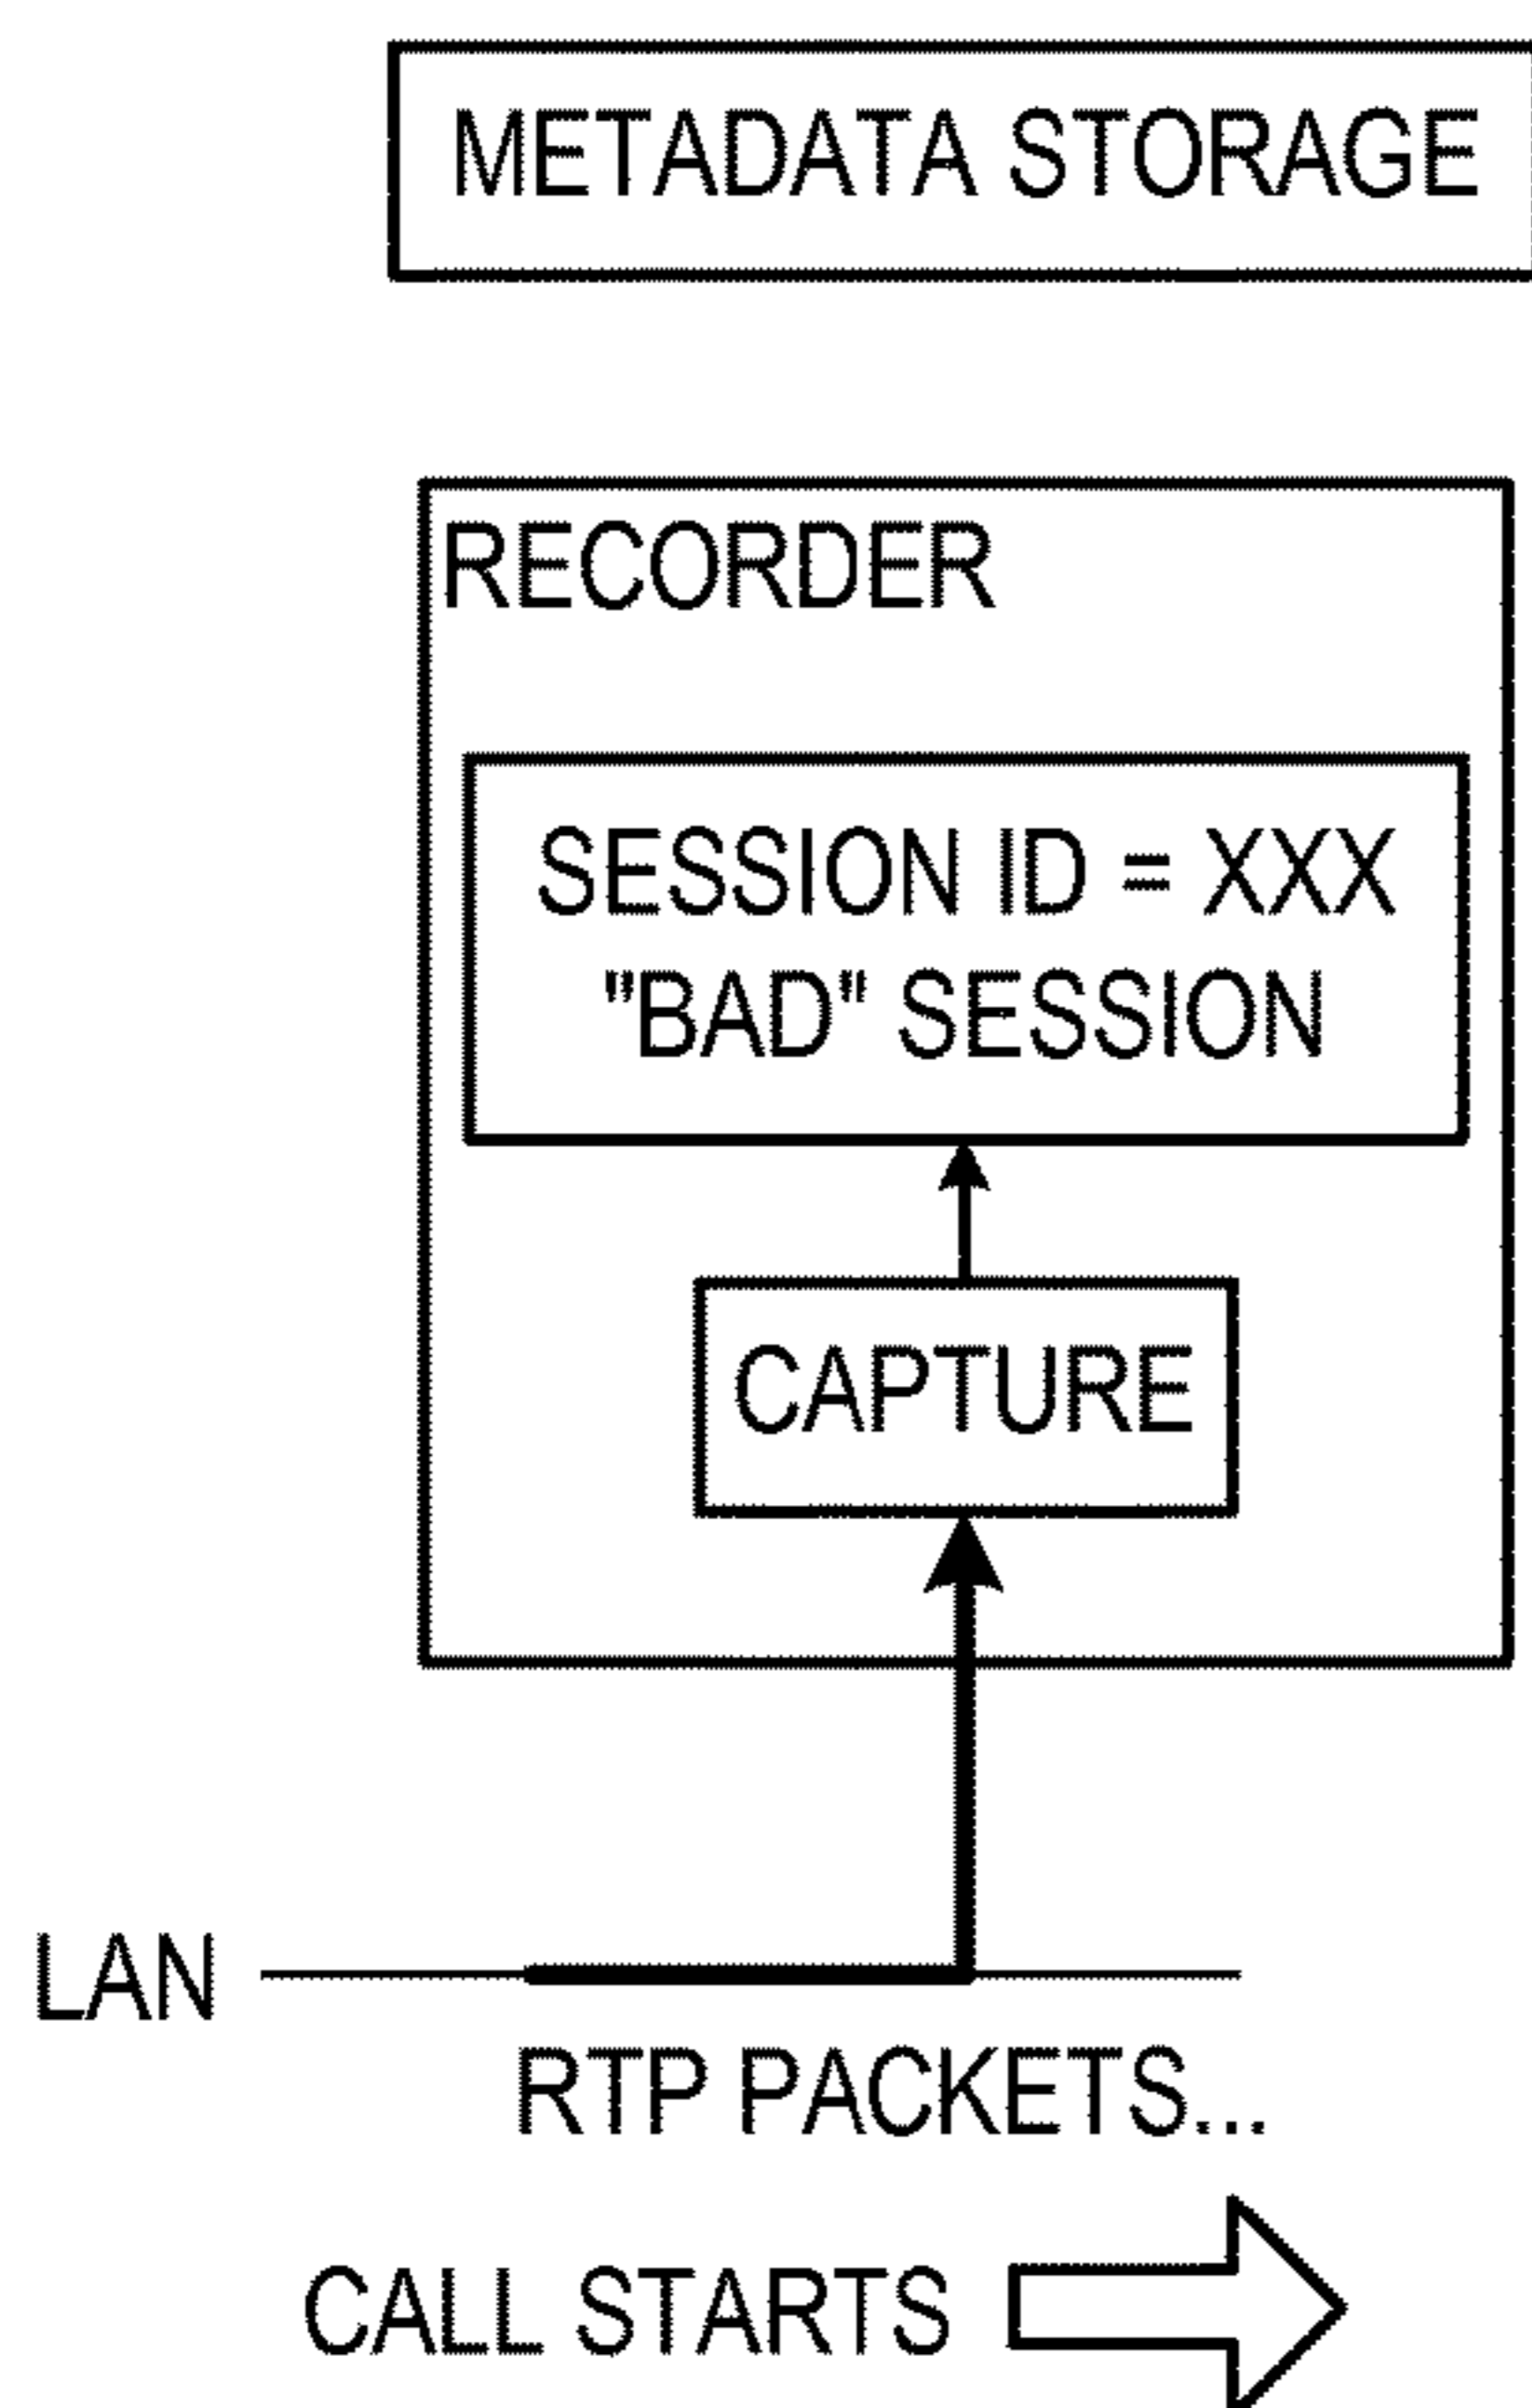 METADATA STORAGE
RECORDER
SESSION ID = XXX
"BAD" SESSION
CAPTURE
LAN
RTP PACKETS...
CALL STARTS